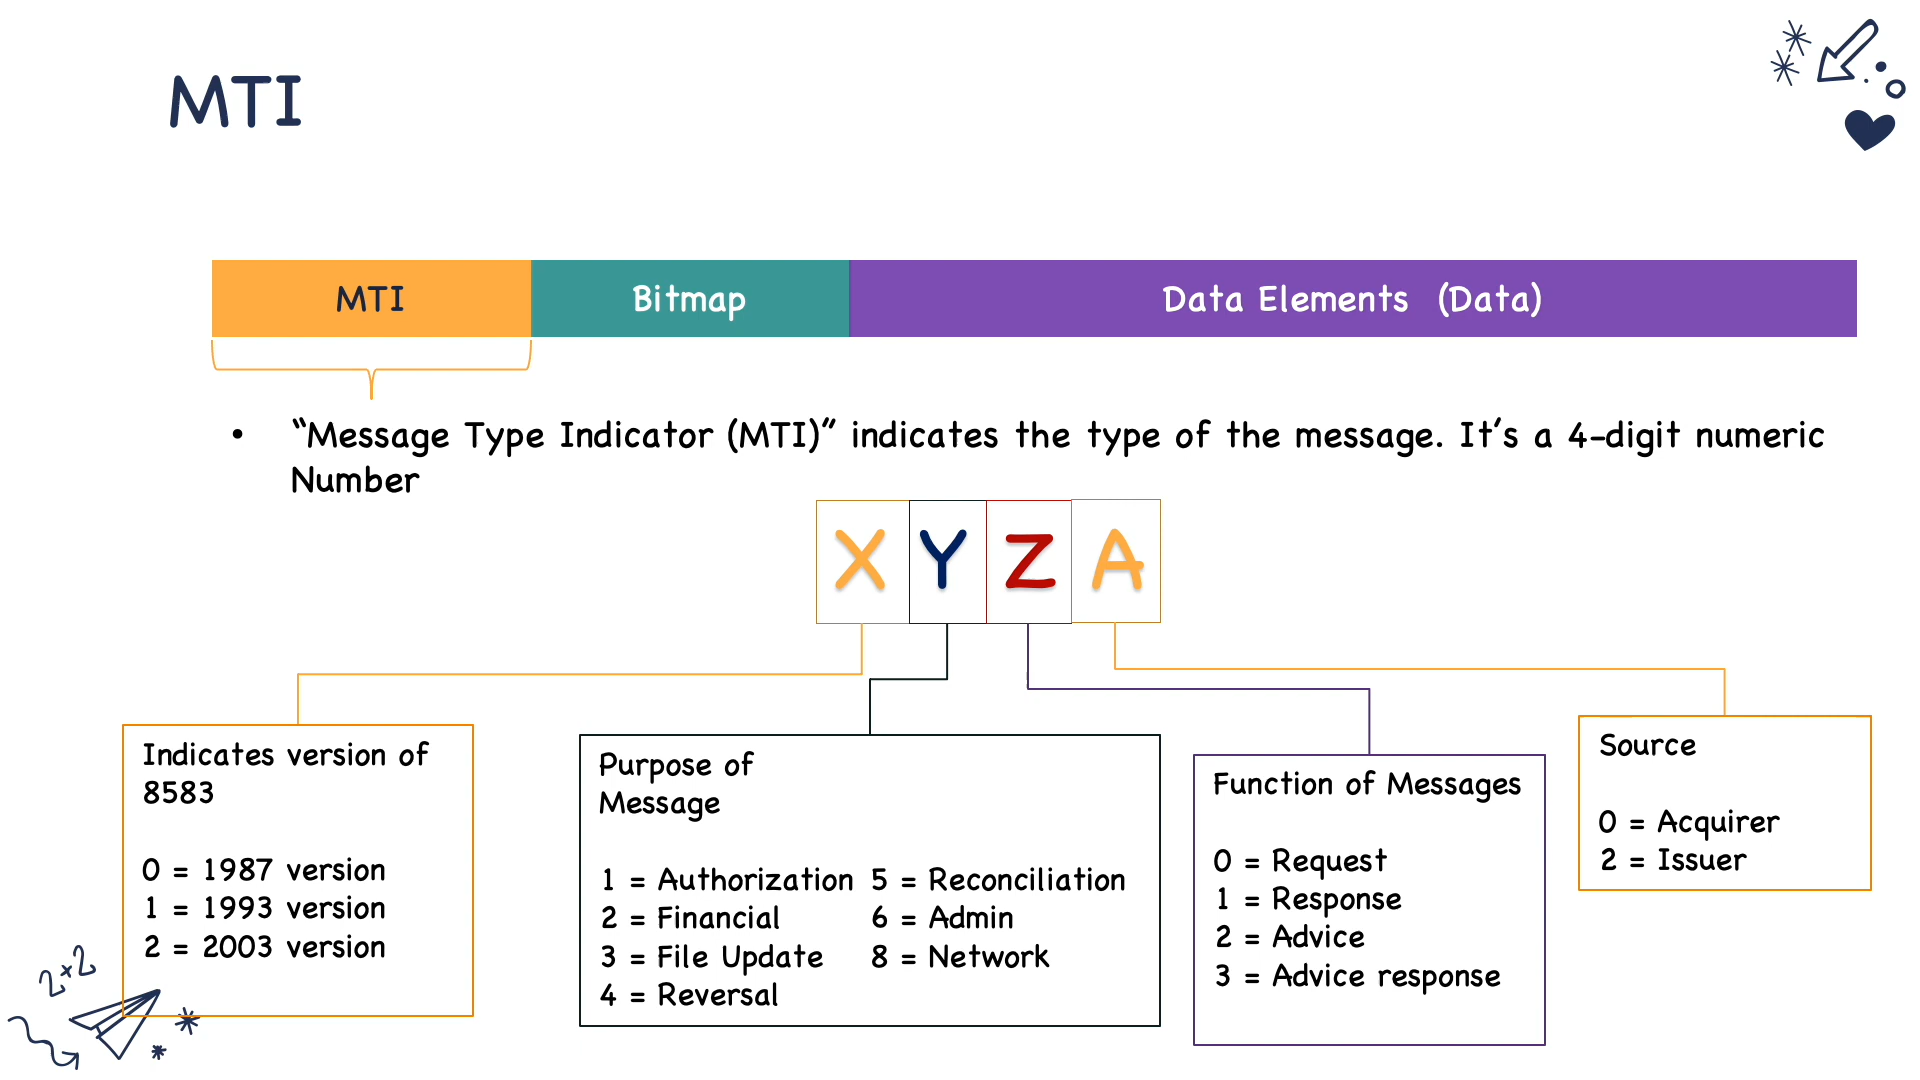 MTI
MTI
Bitmap
Data Elements (Data)
• “Message Type Indicator (MTI)” indicates the type of the message. It’s a 4-digit numeric
Number
X Y Z A
Indicates version of
8583
0 = 1987 version
1 = 1993 version
2 = 2003 version
Purpose of
Message
1 = Authorization 5 = Reconciliation
2 = Financial 6 = Admin
3 = File Update 8 = Network
4 = Reversal
Function of Messages
0 = Request
1 = Response
2 = Advice
3 = Advice response
Source
0 = Acquirer
2 = Issuer
2x2